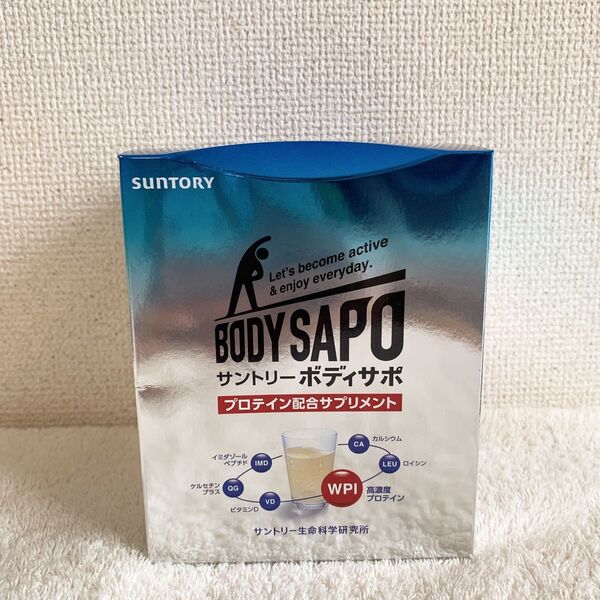 SUNTORY
Let's become active
& enjoy everyday.
BODY SAPO
サントリー ボディサポ
プロテイン配合サプリメント
イミダゾール
ペプチド
IMD
CA
カルシウム
LEU
ロイシン
ケルセチン
プラス
QG
VD
ビタミンD
WPI
高濃度
プロテイン
サントリー生命科学研究所